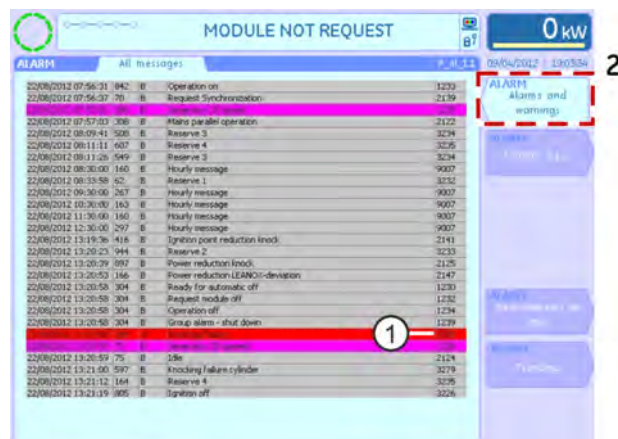 MODULE NOT REQUEST
0 kW
ALARM All messages 09/04/2012 19:03:54
2
22/08/2012 07:56:31 842 B Operation on 1233
22/08/2012 07:56:37 70 B Request Synchronization 2139
22/08/2012 07:57:03 308 B Mains parallel operation 2122
22/08/2012 08:09:41 508 B Reserve 3 3234
22/08/2012 08:11:11 607 B Reserve 4 3235
22/08/2012 08:11:26 549 B Reserve 3 3234
22/08/2012 08:30:00 160 B Hourly message 9007
22/08/2012 08:33:58 62 B Reserve 1 3232
22/08/2012 09:30:00 267 B Hourly message 9007
22/08/2012 10:30:00 163 B Hourly message 9007
22/08/2012 11:30:00 160 B Hourly message 9007
22/08/2012 12:30:00 297 B Hourly message 9007
22/08/2012 13:19:36 416 B Ignition point reduction knock. 2141
22/08/2012 13:20:23 944 B Reserve 2 3233
22/08/2012 13:20:39 897 B Power reduction knock. 2125
22/08/2012 13:20:53 166 B Power reduction LEANOX-deviation 2147
22/08/2012 13:20:58 304 B Ready for automatic off 1230
22/08/2012 13:20:58 304 B Request module off 1232
22/08/2012 13:20:58 304 B Operation off 1234
22/08/2012 13:20:58 304 B Group alarm - shut down 1239
1
22/08/2012 13:20:59 75 B Idle 2124
22/08/2012 13:21:00 597 B Knocking failure cylinder 3279
22/08/2012 13:21:12 164 B Reserve 4 3235
22/08/2012 13:21:19 805 B Ignition off 3226
ALARM
Alarms and
warnings